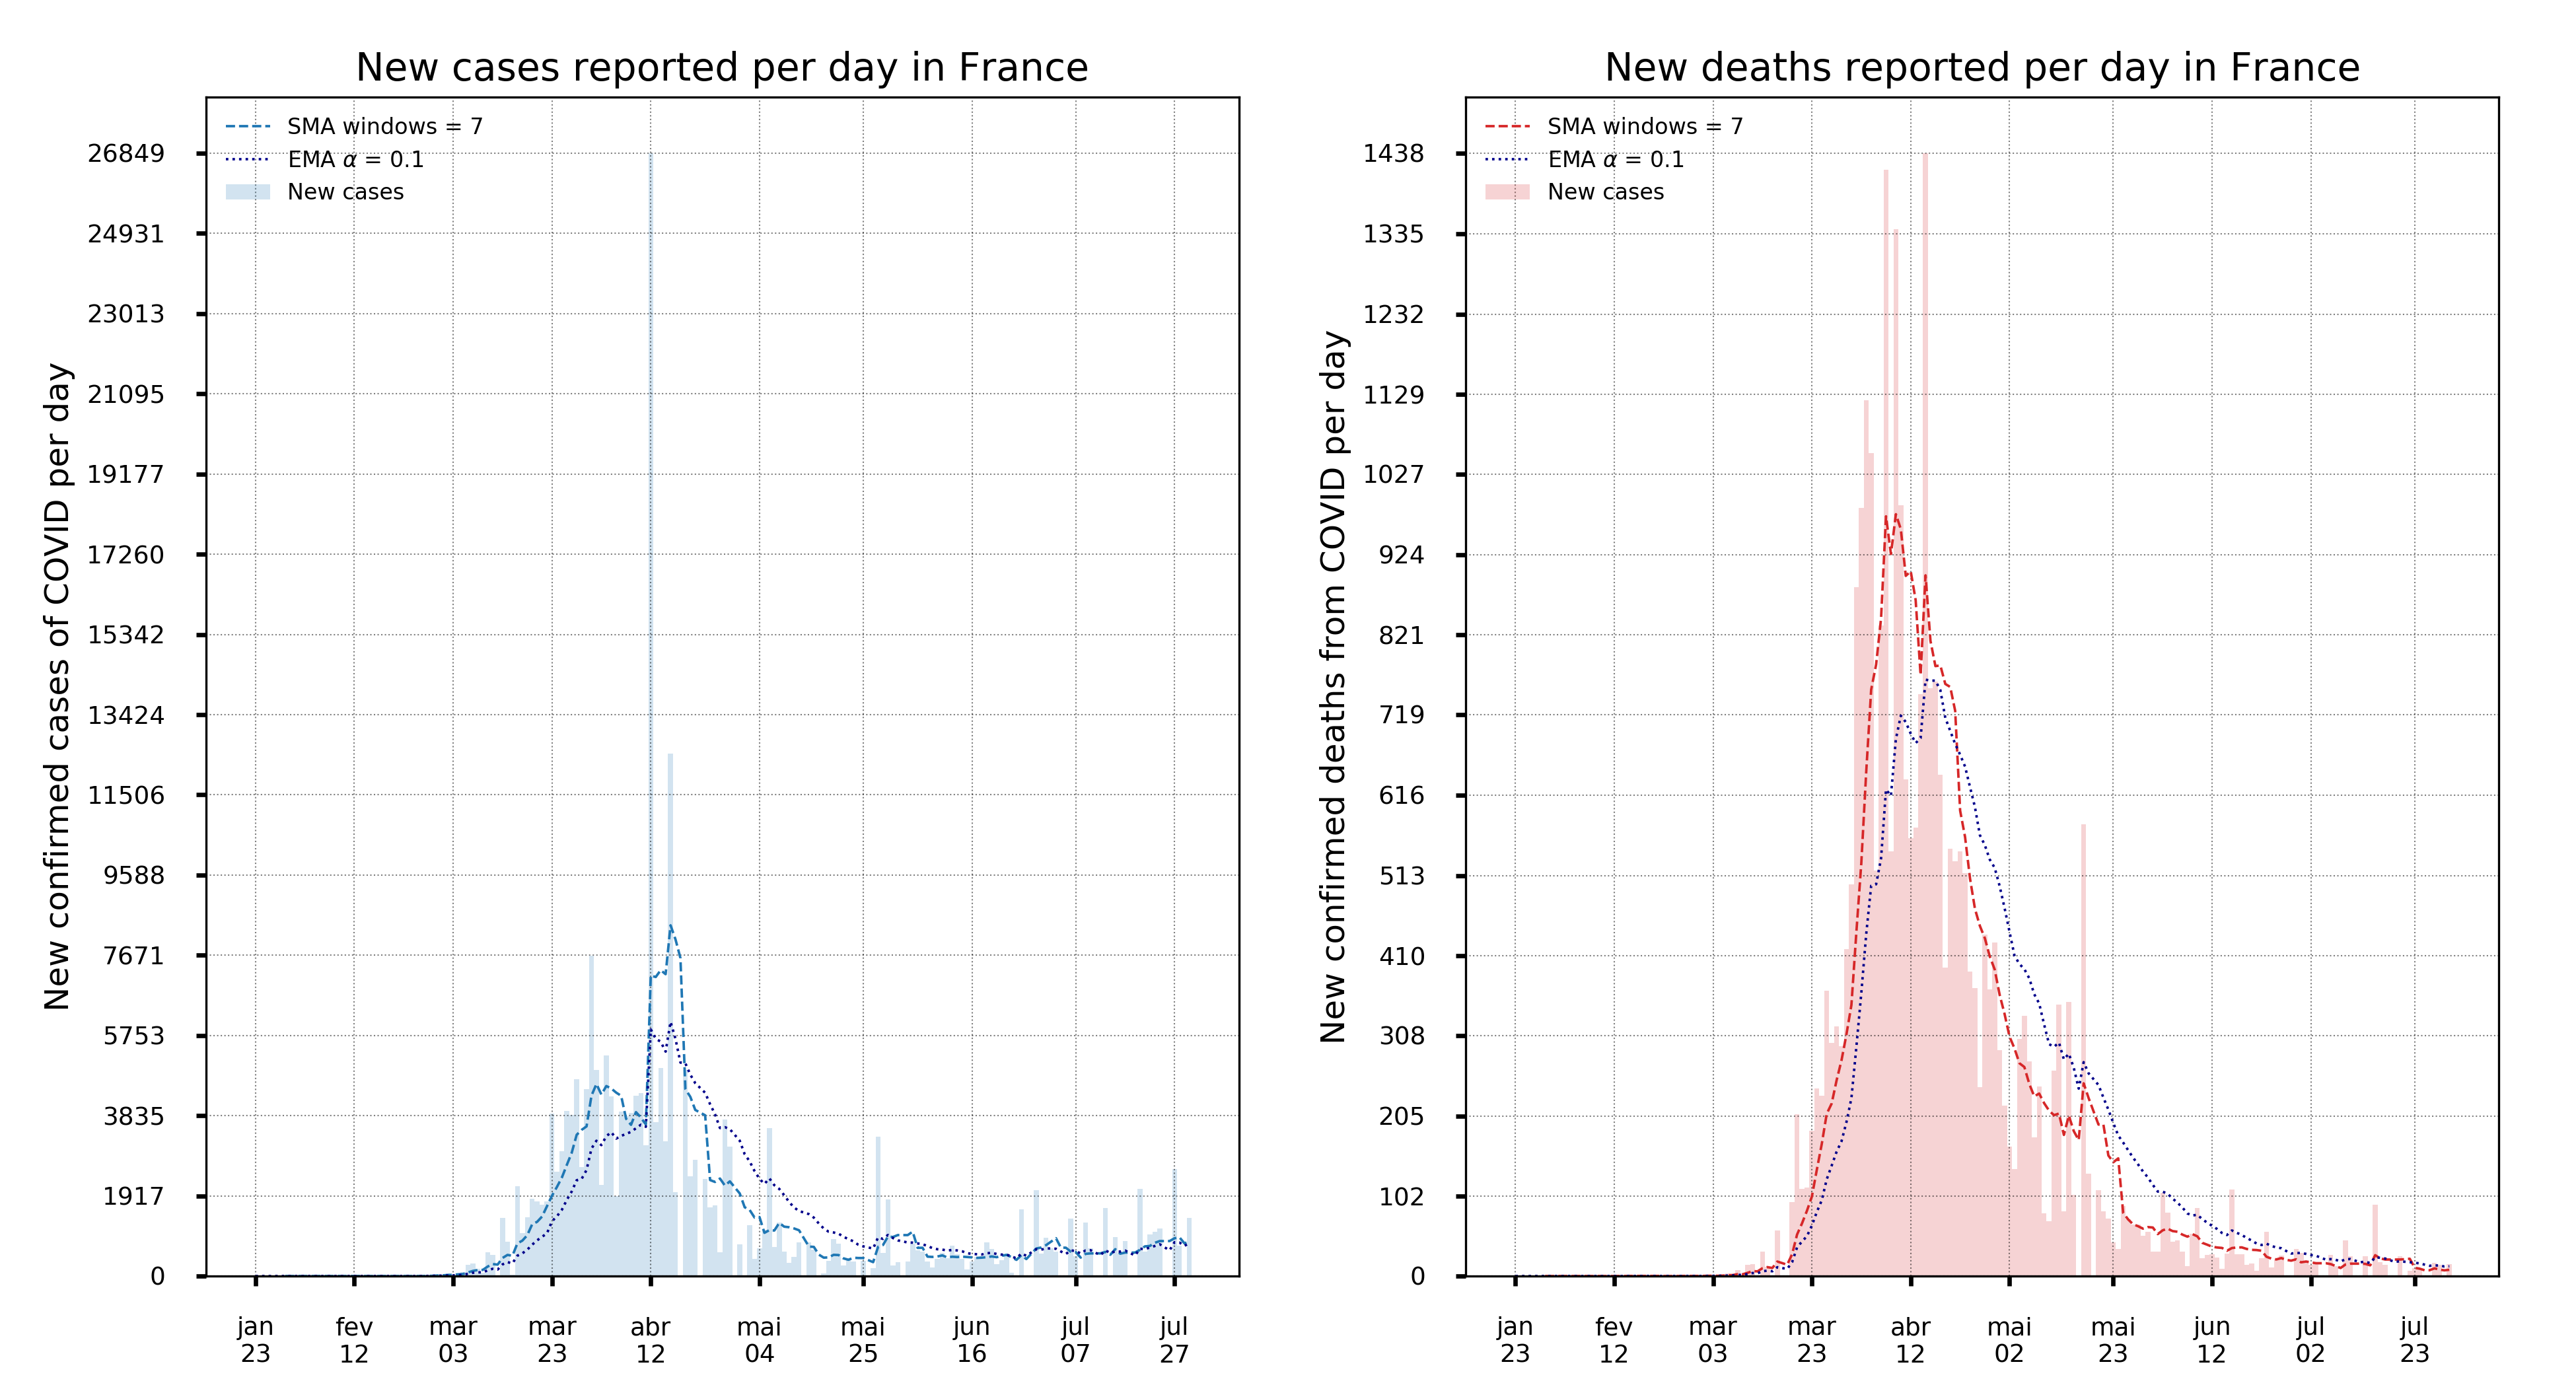 New cases reported per day in France
SMA windows = 7
EMA α = 0.1
New cases
New confirmed cases of COVID per day
26849
24931
23013
21095
19177
17260
15342
13424
11506
9588
7671
5753
3835
1917
0
jan 23
fev 12
mar 03
mar 23
abr 12
mai 04
mai 25
jun 16
jul 07
jul 27
New deaths reported per day in France
SMA windows = 7
EMA α = 0.1
New cases
New confirmed deaths from COVID per day
1438
1335
1232
1129
1027
924
821
719
616
513
410
308
205
102
0
jan 23
fev 12
mar 03
mar 23
abr 12
mai 02
mai 23
jun 12
jul 02
jul 23